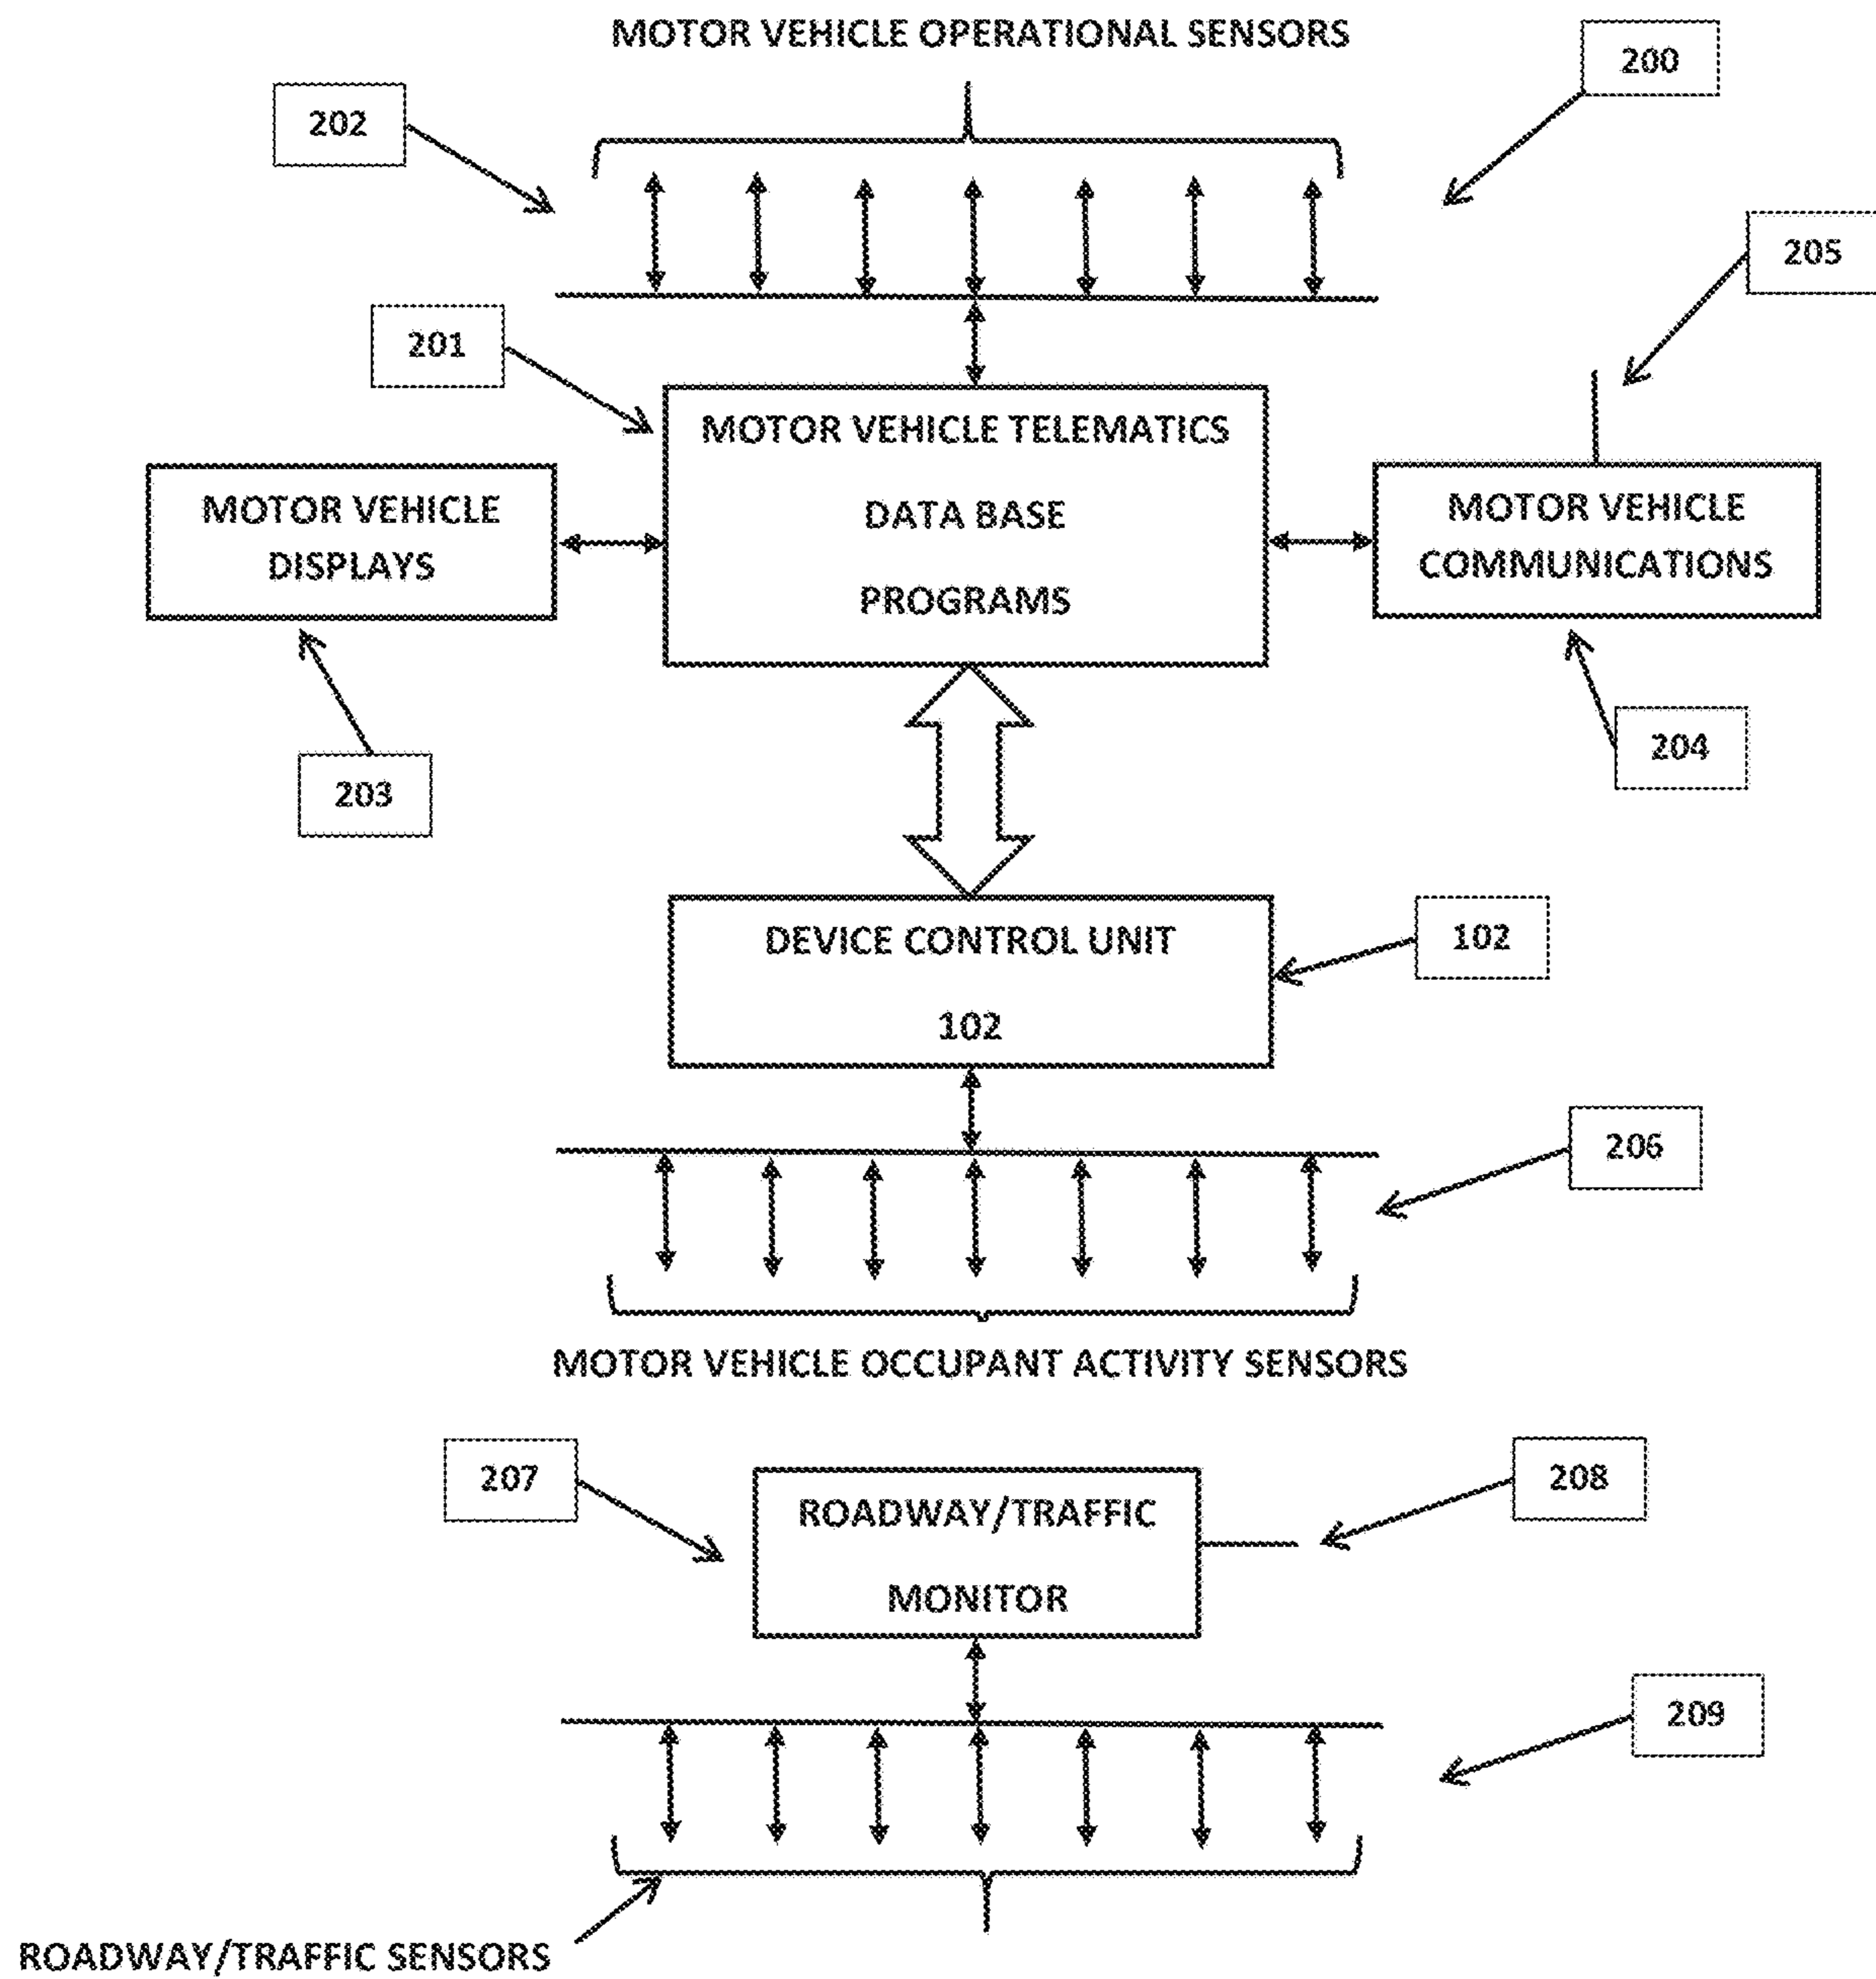 MOTOR VEHICLE OPERATIONAL SENSORS
200
202
205
201
MOTOR VEHICLE TELEMATICS
DATA BASE
PROGRAMS
MOTOR VEHICLE
DISPLAYS
MOTOR VEHICLE
COMMUNICATIONS
203
204
DEVICE CONTROL UNIT
102
102
206
MOTOR VEHICLE OCCUPANT ACTIVITY SENSORS
207
ROADWAY/TRAFFIC
MONITOR
208
209
ROADWAY/TRAFFIC SENSORS